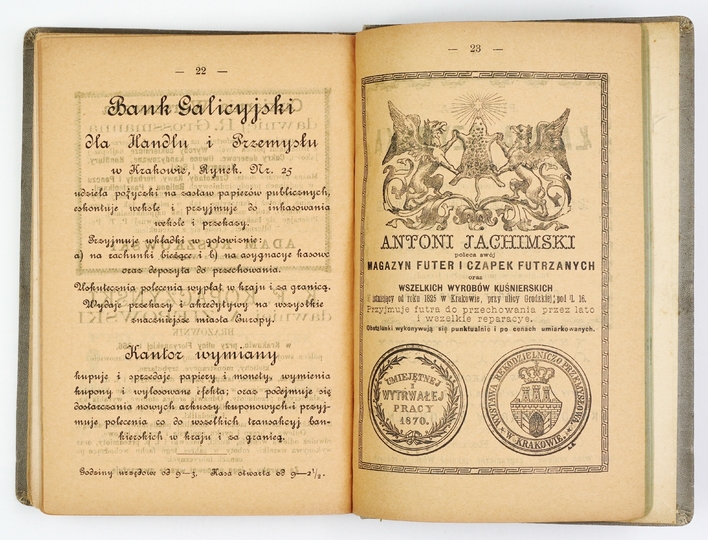 — 22 —
Bank Galicyjski
dla Handlu i Przemysłu
w Krakowie, Rynek. Nr. 25
udziela pożyczki na zastaw papierów publicznych,
eskontuje weksle i przyjmuje do inkasowania
weksle i przekazy.
Przyjmuje wkładki w gotowiźnie:
a) na rachunki bieżące i b) na asygnacye kasowe
oraz depozyta do przechowania.
Uskutecznia polecenia wypłat w kraju i za granicą.
Wydaje przekazy i akredytywy na wszystkie
znaczniejsze miasta Europy.
Kantor wymiany
kupuje i sprzedaje papiery i monety, wymienia
kupony i wylosowane efekta; oraz podejmuje się
dostarczania nowych arkuszy kuponowych i przyj-
muje polecenia co do wszelkich transakcyj ban-
kierskich w kraju i za granicą.
Godziny urzędowe od 9—3. Kasa otwarta od 9—2½.
— 23 —
ANTONI JACHIMSKI
poleca swój
MAGAZYN FUTER I CZAPEK FUTRZANYCH
oraz
WSZELKICH WYROBÓW KUŚNIERSKICH
istniejący od roku 1825 w Krakowie, przy ulicy Grodzkiej, pod L. 16.
Przyjmuje futra do przechowania przez lato
i wszelkie reparacye.
Obstalunki wykonywują się punktualnie i po cenach umiarkowanych.
UMIEJĘTNEJ
I
WYTRWAŁEJ
PRACY
1870.
WYSTAWA RĘKODZIELNICZO PRZEMYSŁOWA
W KRAKOWIE.